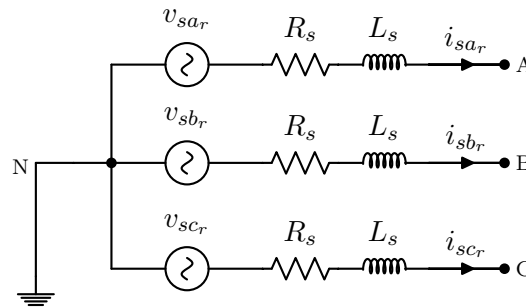 v_{sa_r} R_s L_s i_{sa_r} A
v_{sb_r} R_s L_s i_{sb_r} B
N
v_{sc_r} R_s L_s i_{sc_r} C